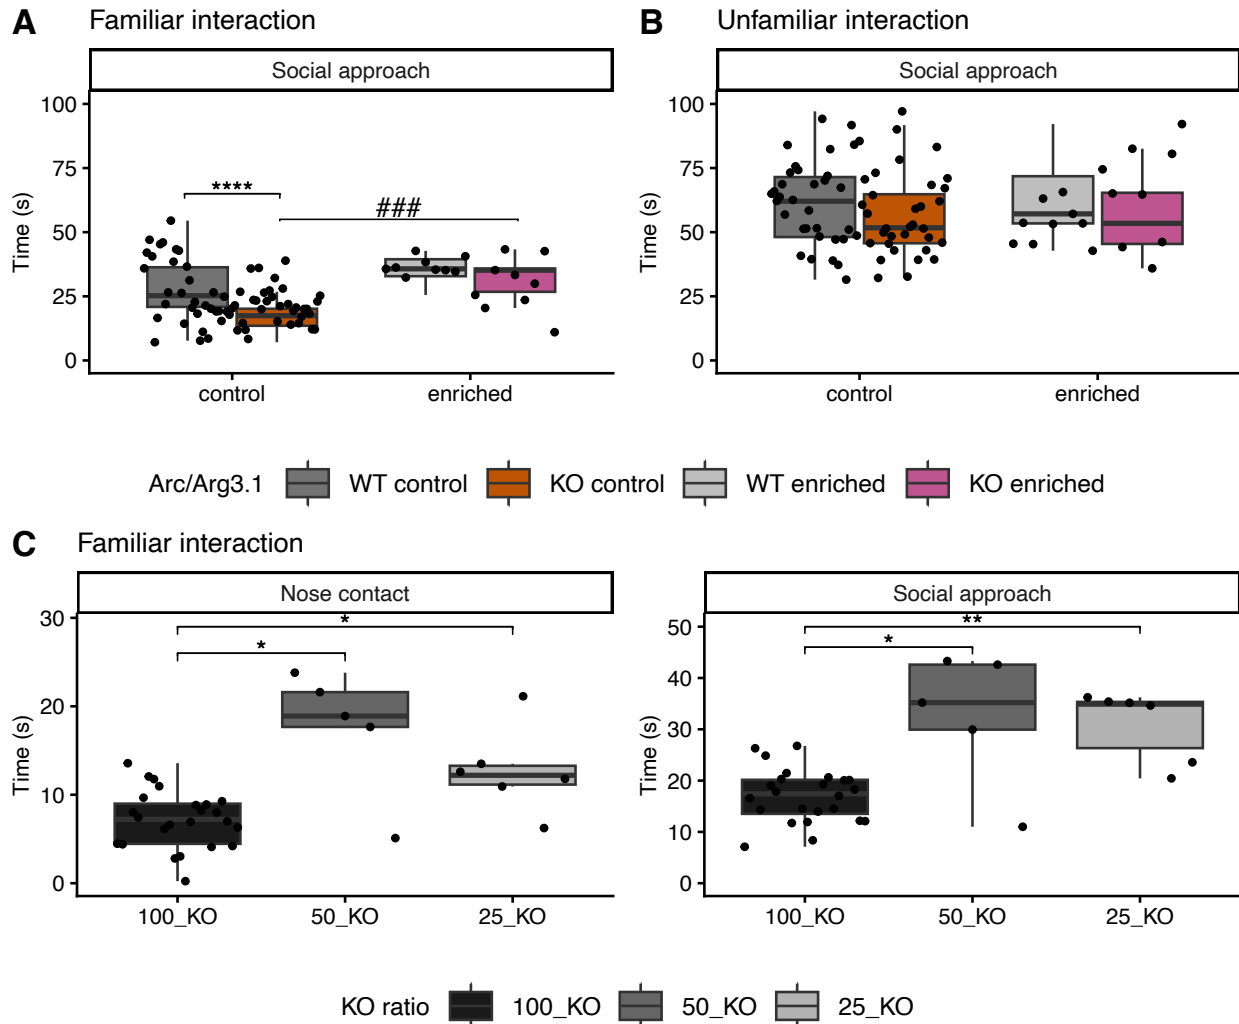 A Familiar interaction
Social approach
Time (s)
100
75
50
25
0
****
###
control enriched
B Unfamiliar interaction
Social approach
Time (s)
100
75
50
25
0
control enriched
Arc/Arg3.1 WT control KO control WT enriched KO enriched
C Familiar interaction
Nose contact
Time (s)
30
20
10
0
*
*
100_KO 50_KO 25_KO
Social approach
Time (s)
50
40
30
20
10
0
**
*
100_KO 50_KO 25_KO
KO ratio 100_KO 50_KO 25_KO